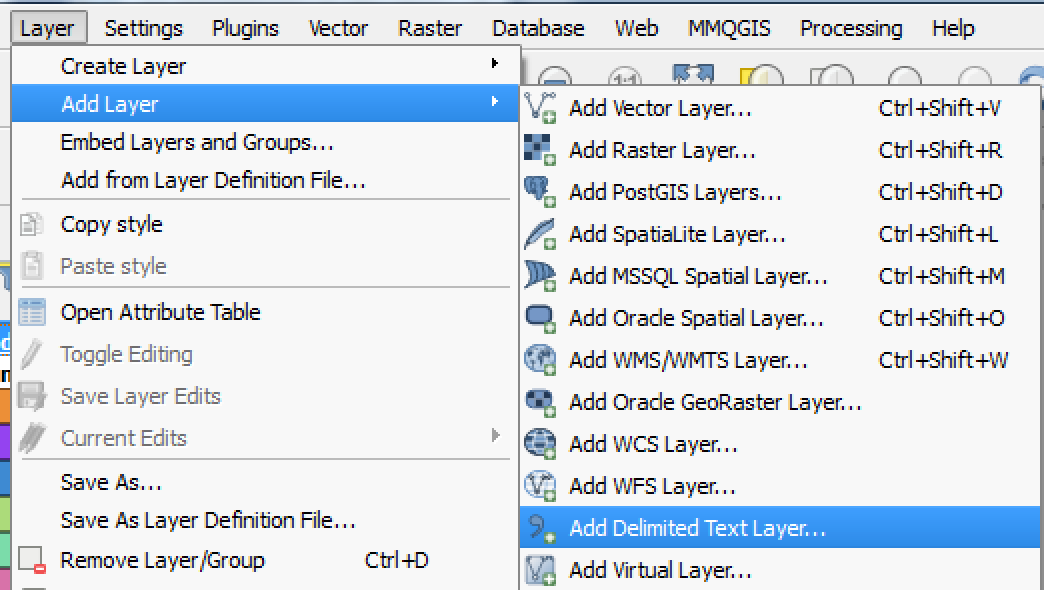 Layer Settings Plugins Vector Raster Database Web MMQGIS Processing Help
Create Layer
Add Layer
Embed Layers and Groups...
Add from Layer Definition File...
Copy style
Paste style
Open Attribute Table
Toggle Editing
Save Layer Edits
Current Edits
Save As...
Save As Layer Definition File...
Remove Layer/Group Ctrl+D
1:1
Add Vector Layer... Ctrl+Shift+V
Add Raster Layer... Ctrl+Shift+R
Add PostGIS Layers... Ctrl+Shift+D
Add SpatiaLite Layer... Ctrl+Shift+L
Add MSSQL Spatial Layer... Ctrl+Shift+M
Add Oracle Spatial Layer... Ctrl+Shift+O
Add WMS/WMTS Layer... Ctrl+Shift+W
Add Oracle GeoRaster Layer...
Add WCS Layer...
Add WFS Layer...
Add Delimited Text Layer...
Add Virtual Layer...